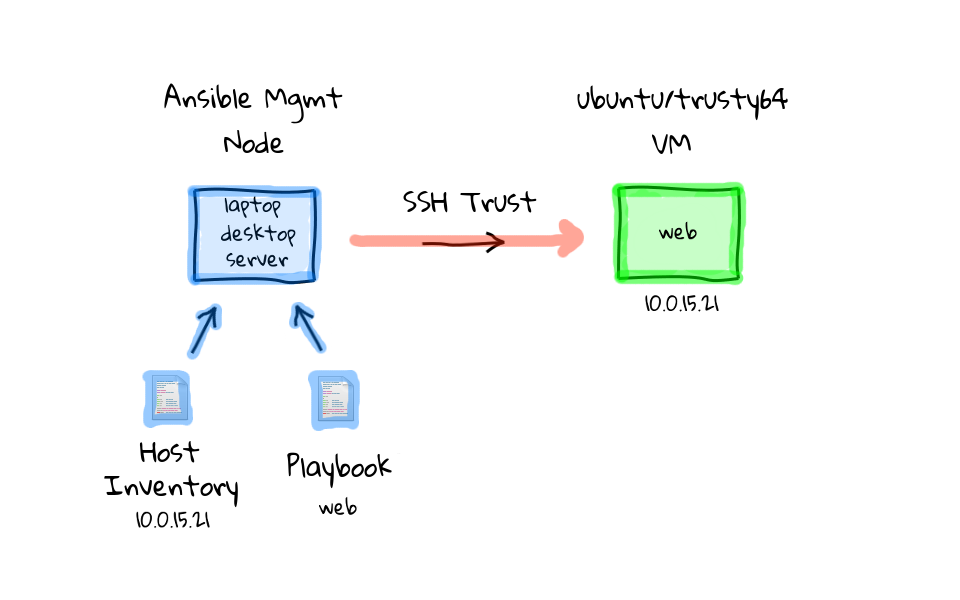 Ansible Mgmt
Node
ubuntu/trusty64
VM
laptop
desktop
server
SSH Trust
web
10.0.15.21
Host
Inventory
10.0.15.21
Playbook
web